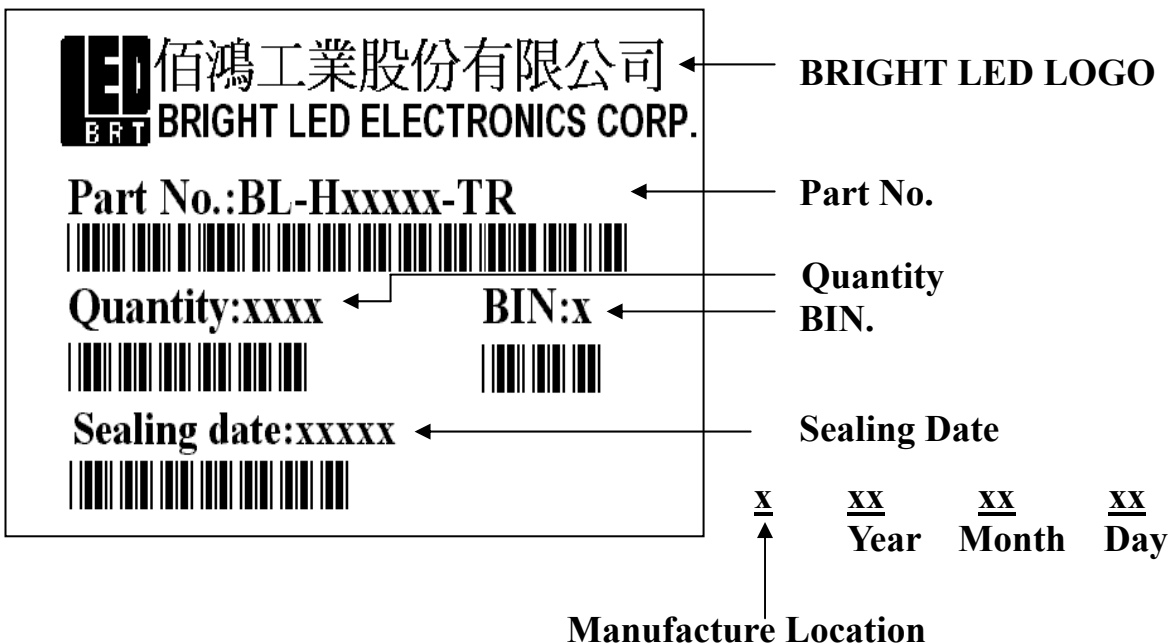 LED
BRT
佰鴻工業股份有限公司
BRIGHT LED ELECTRONICS CORP.
BRIGHT LED LOGO
Part No.:BL-Hxxxxx-TR
Part No.
Quantity:xxxx
BIN:x
Quantity
BIN.
Sealing date:xxxxx
Sealing Date
x xx xx xx
Year Month Day
Manufacture Location